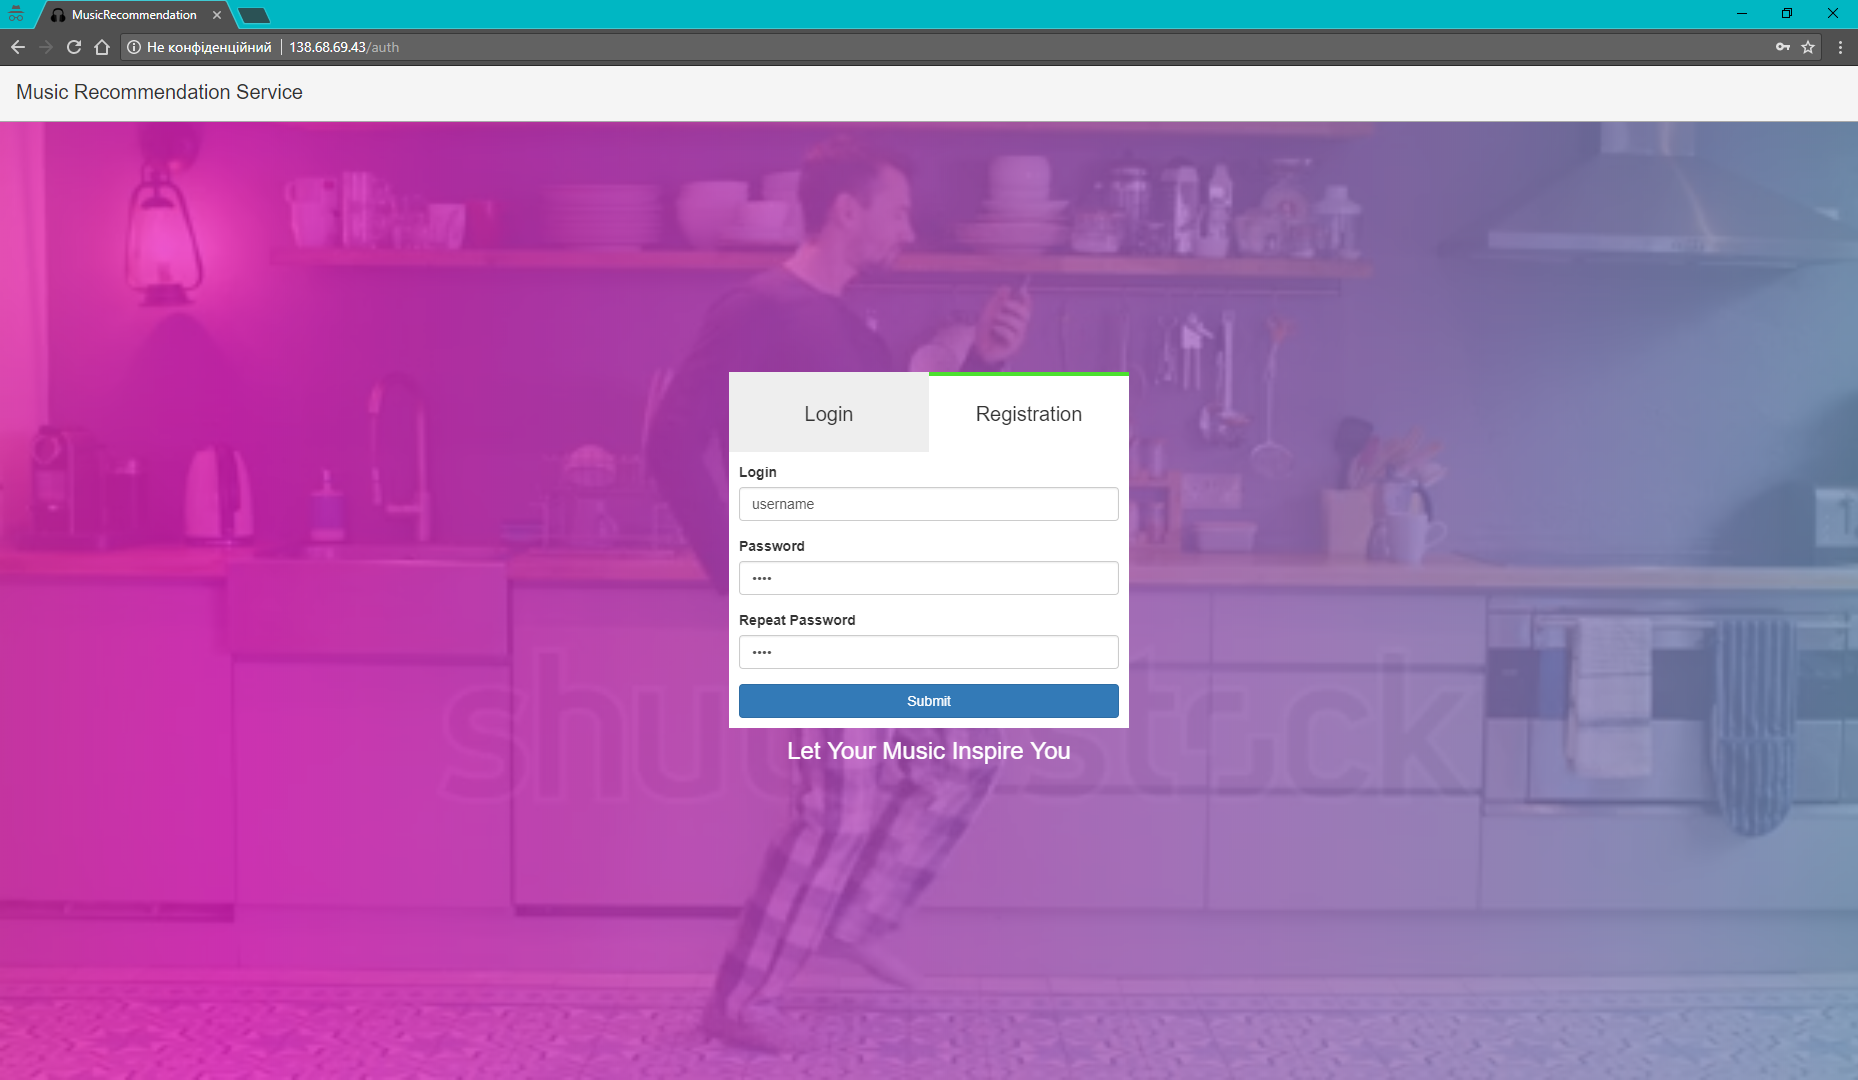 MusicRecommendation
Не конфіденційний
138.68.69.43/auth
Music Recommendation Service
Login
Registration
Login
username
Password
••••
Repeat Password
••••
Submit
Let Your Music Inspire You
shutterstock